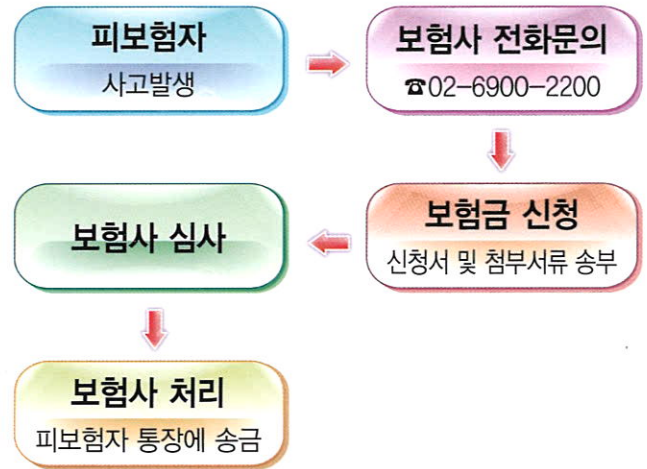 피보험자
사고발생
보험사 전화문의
☎02-6900-2200
보험금 신청
신청서 및 첨부서류 송부
보험사 심사
보험사 처리
피보험자 통장에 송금